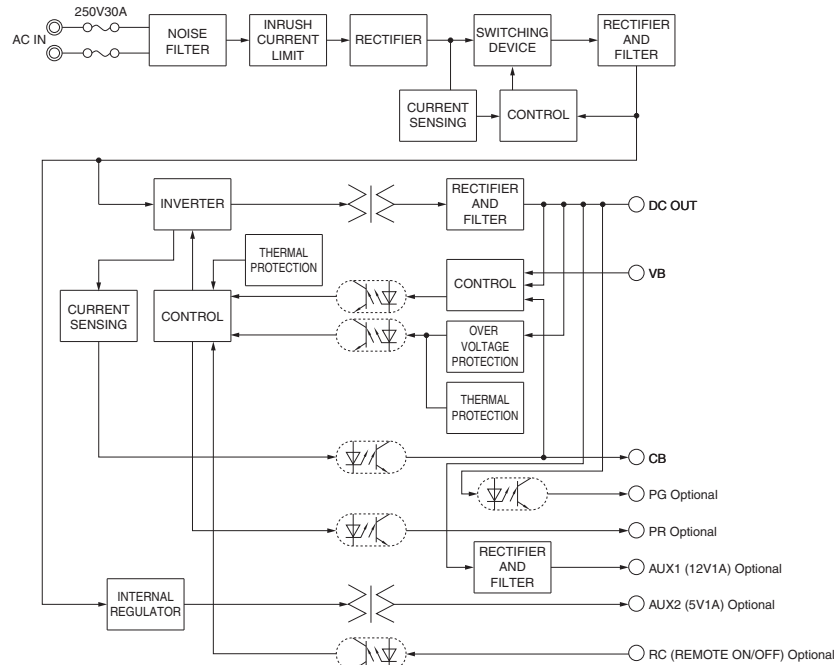 250V30A
AC IN
NOISE
FILTER
INRUSH
CURRENT
LIMIT
RECTIFIER
SWITCHING
DEVICE
RECTIFIER
AND
FILTER
CURRENT
SENSING
CONTROL
INVERTER
RECTIFIER
AND
FILTER
DC OUT
THERMAL
PROTECTION
CONTROL
VB
CURRENT
SENSING
CONTROL
OVER
VOLTAGE
PROTECTION
THERMAL
PROTECTION
CB
PG Optional
PR Optional
RECTIFIER
AND
FILTER
AUX1 (12V1A) Optional
INTERNAL
REGULATOR
AUX2 (5V1A) Optional
RC (REMOTE ON/OFF) Optional